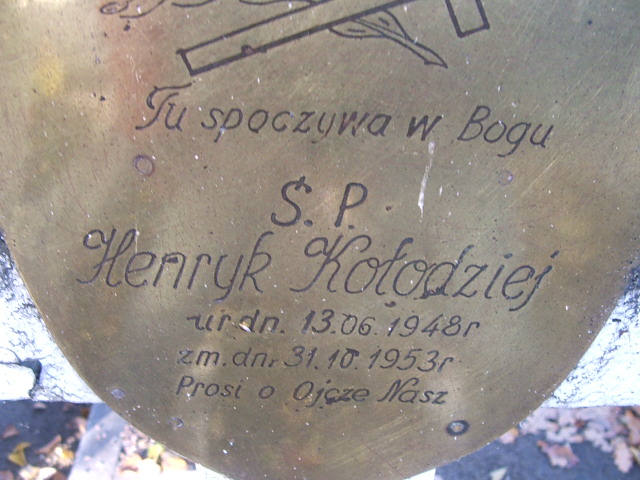 Tu spoczywa w Bogu
Ś. P.
Henryk Kołodziej
ur dn. 13.06.1948r
zm. dn. 31.10.1953r
Prosi o Ojcze Nasz